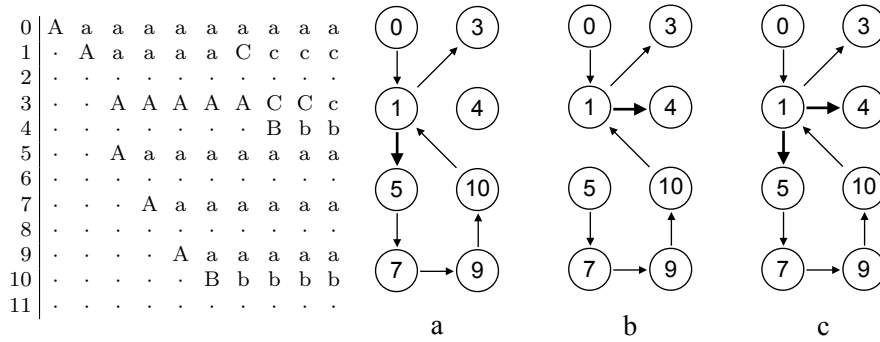 0 A a a a a a a a a a
1 · A a a a a C c c c
2 · · · · · · · · · ·
3 · · A A A A A C C c
4 · · · · · · · B b b
5 · · A a a a a a a a
6 · · · · · · · · · ·
7 · · · A a a a a a a
8 · · · · · · · · · ·
9 · · · · A a a a a a
10 · · · · · B b b b b
11 · · · · · · · · · ·
0 3
1 4
5 10
7 9
a
0 3
1 4
5 10
7 9
b
0 3
1 4
5 10
7 9
c